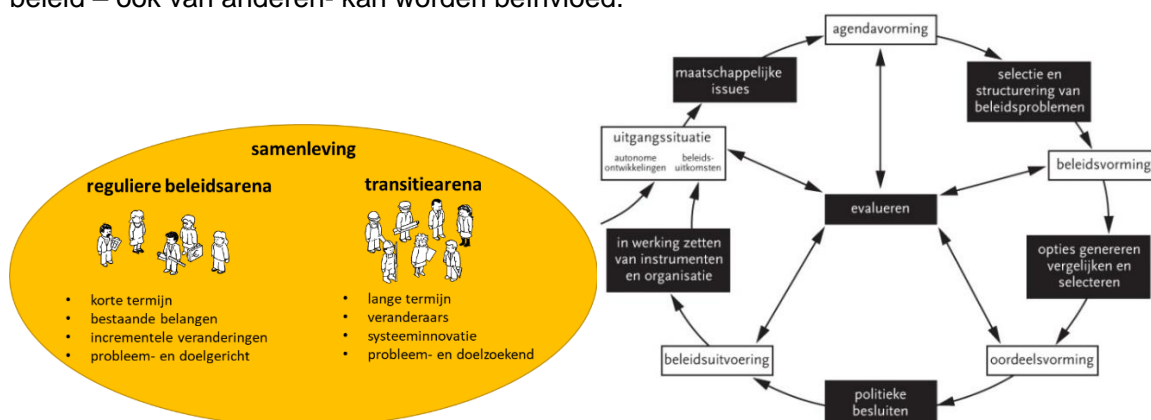 beleid – ook van anderen- kan worden beïnvloed.
samenleving
reguliere beleidsarena
• korte termijn
• bestaande belangen
• incrementele veranderingen
• probleem- en doelgericht
transitiearena
• lange termijn
• veranderaars
• systeeminnovatie
• probleem- en doelzoekend
agendavorming
selectie en
structurering van
beleidsproblemen
beleidsvorming
opties genereren
vergelijken en
selecteren
oordeelsvorming
politieke
besluiten
beleidsuitvoering
in werking zetten
van instrumenten
en organisatie
uitgangssituatie
autonome
ontwikkelingen
beleids-
uitkomsten
maatschappelijke
issues
evalueren